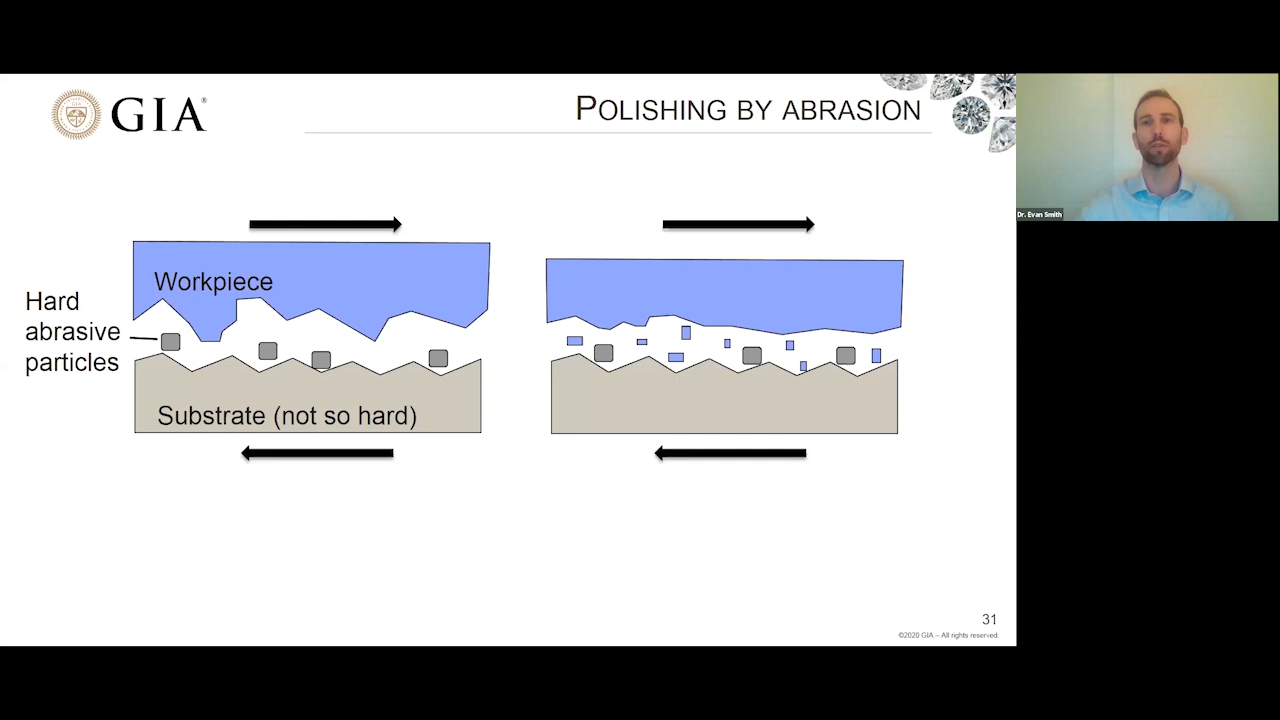 GIA®
POLISHING BY ABRASION
Workpiece
Hard
abrasive
particles
Substrate (not so hard)
31
©2020 GIA – All rights reserved
Dr. Evan Smith